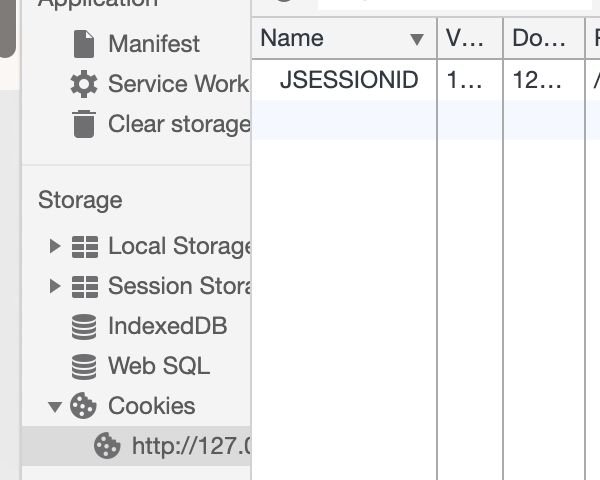 Application
Manifest
Service Work
Clear storage
Storage
Local Storage
Session Stora
IndexedDB
Web SQL
Cookies
http://127.0
Name V... Do...
JSESSIONID 1... 12... /